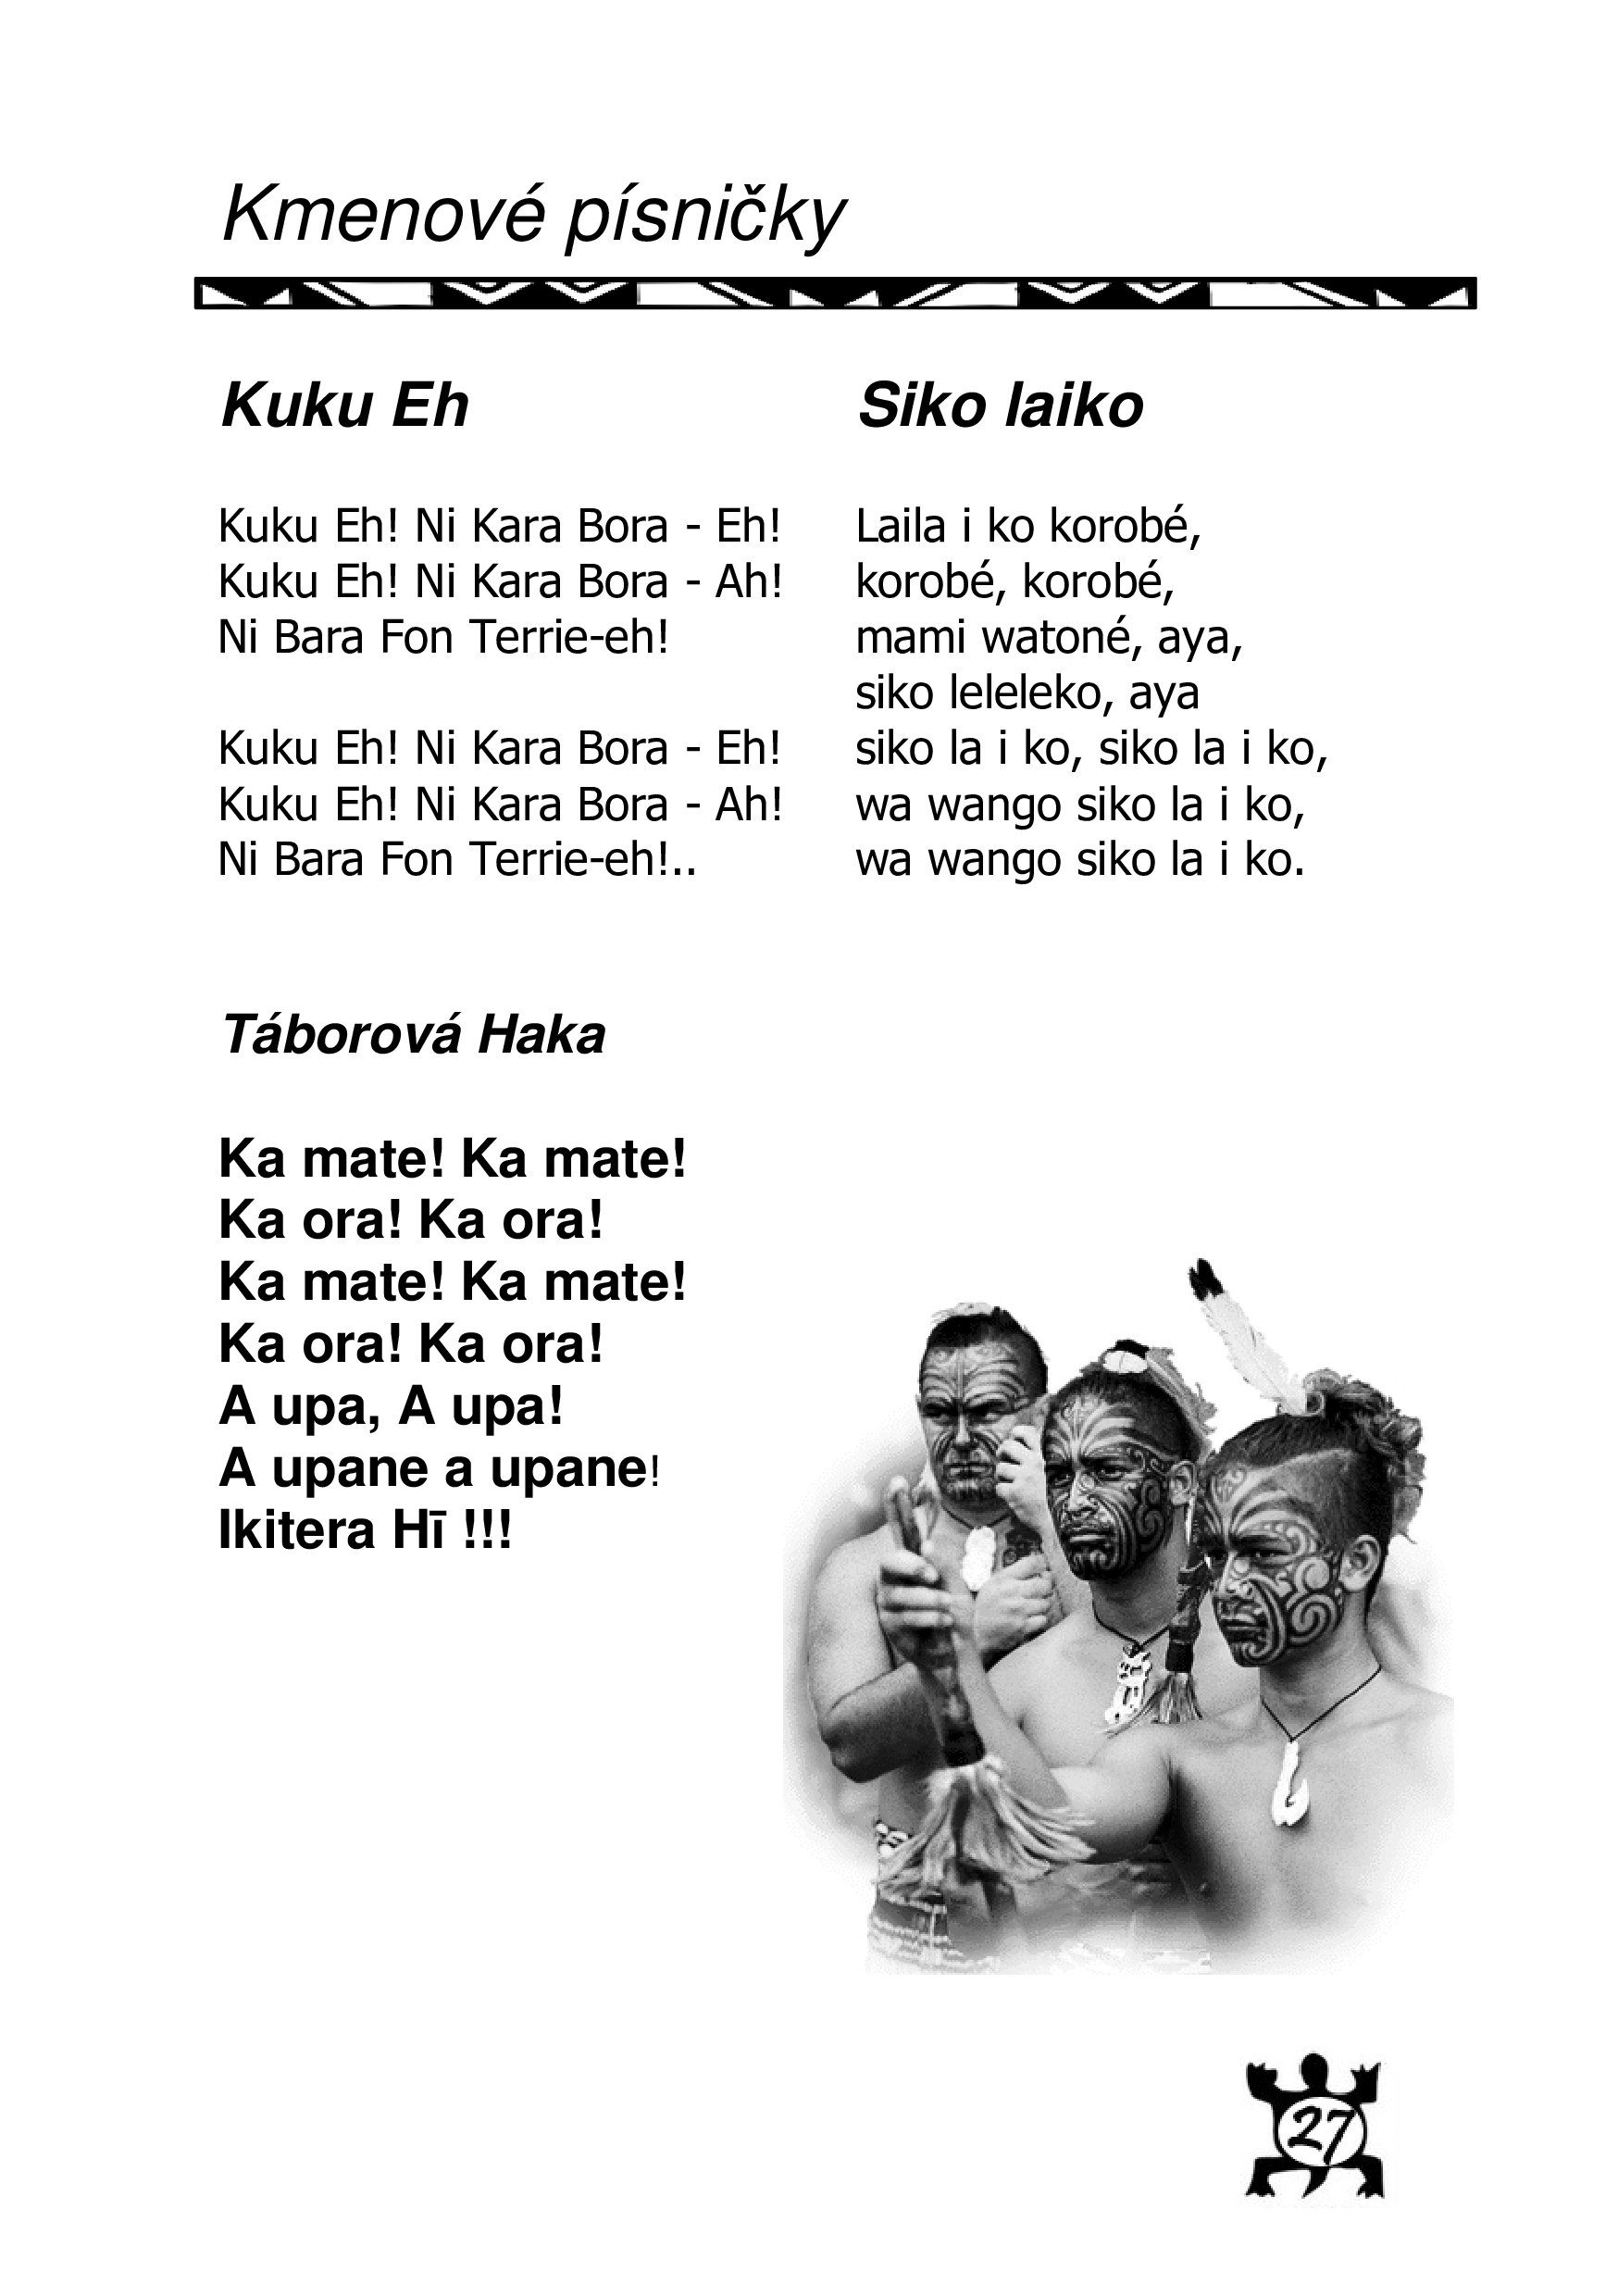 Kmenové písničky
Kuku Eh
Kuku Eh! Ni Kara Bora - Eh!
Kuku Eh! Ni Kara Bora - Ah!
Ni Bara Fon Terrie-eh!
Kuku Eh! Ni Kara Bora - Eh!
Kuku Eh! Ni Kara Bora - Ah!
Ni Bara Fon Terrie-eh!..
Siko laiko
Laila i ko korobé,
korobé, korobé,
mami watoné, aya,
siko leleleko, aya
siko la i ko, siko la i ko,
wa wango siko la i ko,
wa wango siko la i ko.
Táborová Haka
Ka mate! Ka mate!
Ka ora! Ka ora!
Ka mate! Ka mate!
Ka ora! Ka ora!
A upa, A upa!
A upane a upane!
Ikitera Hī !!!
27